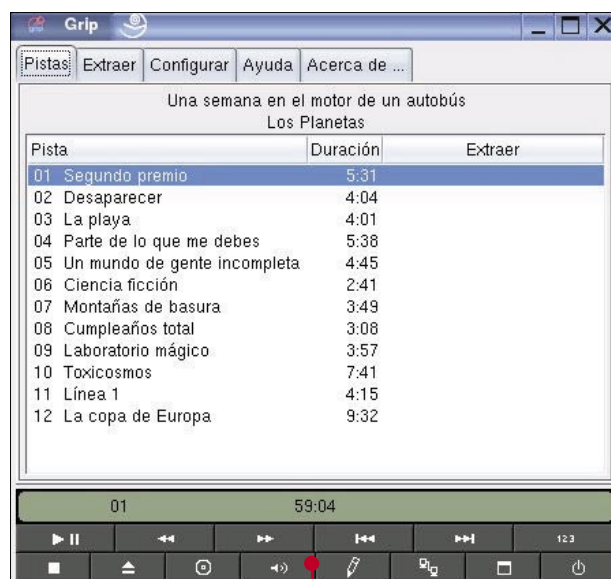 Grip
Pistas Extraer Configurar Ayuda Acerca de ...
Una semana en el motor de un autobús
Los Planetas
Pista Duración Extraer
01 Segundo premio 5:31
02 Desaparecer 4:04
03 La playa 4:01
04 Parte de lo que me debes 5:38
05 Un mundo de gente incompleta 4:45
06 Ciencia ficción 2:41
07 Montañas de basura 3:49
08 Cumpleaños total 3:08
09 Laboratorio mágico 3:57
10 Toxicosmos 7:41
11 Línea 1 4:15
12 La copa de Europa 9:32
01 59:04
123